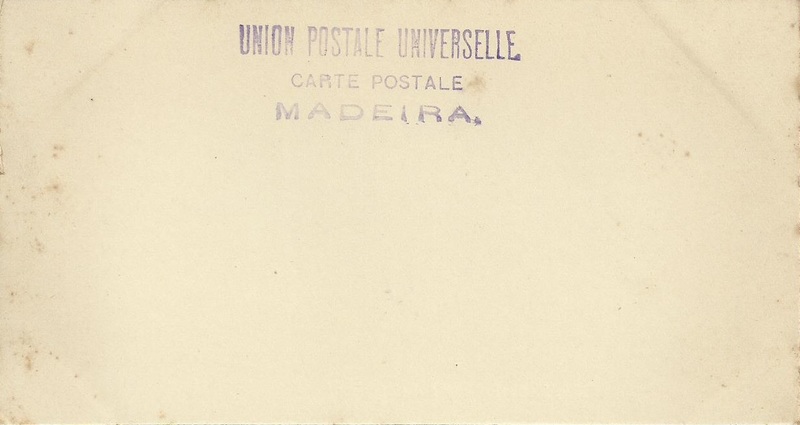 UNION POSTALE UNIVERSELLE.
CARTE POSTALE
MADEIRA.